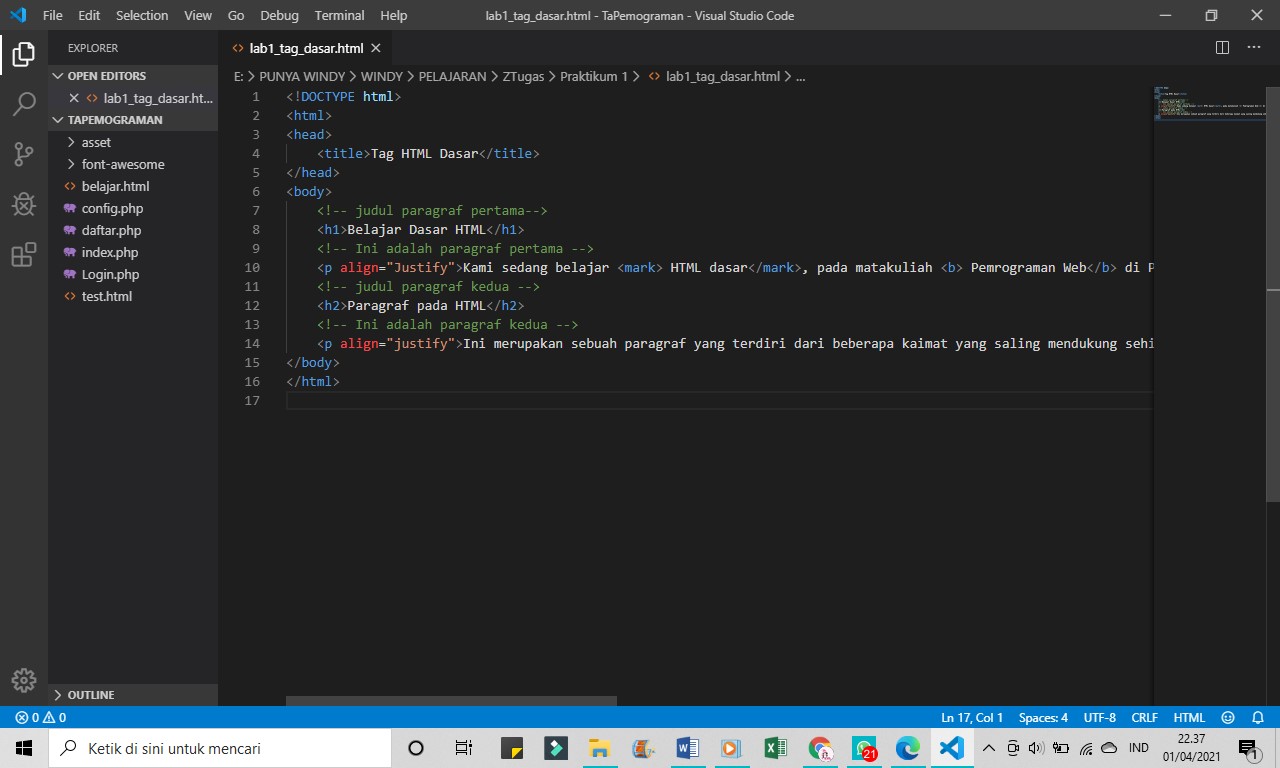 File Edit Selection View Go Debug Terminal Help
lab1_tag_dasar.html - TaPemograman - Visual Studio Code
EXPLORER
OPEN EDITORS
lab1_tag_dasar.ht...
TAPEMOGRAMAN
asset
font-awesome
belajar.html
config.php
daftar.php
index.php
Login.php
test.html
OUTLINE
lab1_tag_dasar.html
E: > PUNYA WINDY > WINDY > PELAJARAN > ZTugas > Praktikum 1 > lab1_tag_dasar.html > ...
1 <!DOCTYPE html>
2 <html>
3 <head>
4 <title>Tag HTML Dasar</title>
5 </head>
6 <body>
7 <!-- judul paragraf pertama-->
8 <h1>Belajar Dasar HTML</h1>
9 <!-- Ini adalah paragraf pertama -->
10 <p align="Justify">Kami sedang belajar <mark> HTML dasar</mark>, pada matakuliah <b> Pemrograman Web</b> di P
11 <!-- judul paragraf kedua -->
12 <h2>Paragraf pada HTML</h2>
13 <!-- Ini adalah paragraf kedua -->
14 <p align="justify">Ini merupakan sebuah paragraf yang terdiri dari beberapa kaimat yang saling mendukung sehi
15 </body>
16 </html>
17
0 0
Ln 17, Col 1 Spaces: 4 UTF-8 CRLF HTML
Ketik di sini untuk mencari
21
IND
22.37
01/04/2021
1